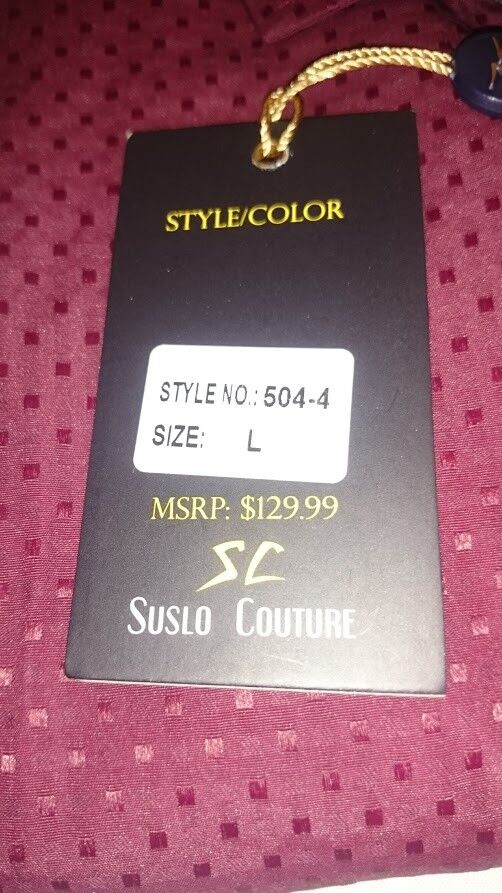 STYLE/COLOR
STYLE NO.: 504-4
SIZE: L
MSRP: $129.99
SC
SUSLO COUTURE